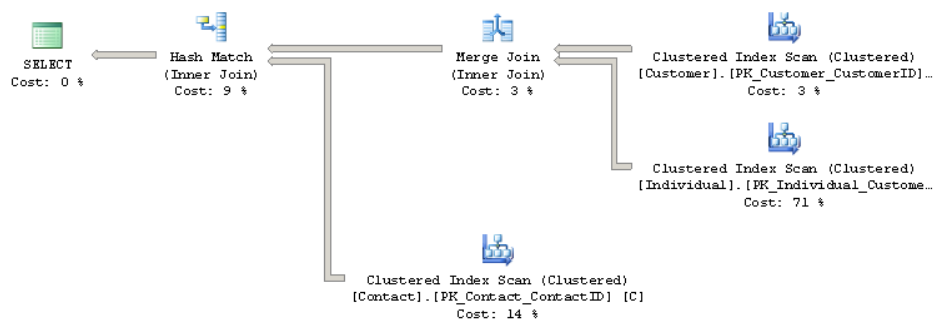 SELECT
Cost: 0 %
Hash Match
(Inner Join)
Cost: 9 %
Merge Join
(Inner Join)
Cost: 3 %
Clustered Index Scan (Clustered)
[Customer].[PK_Customer_CustomerID]…
Cost: 3 %
Clustered Index Scan (Clustered)
[Individual].[PK_Individual_Custome…
Cost: 71 %
Clustered Index Scan (Clustered)
[Contact].[PK_Contact_ContactID] [C]
Cost: 14 %